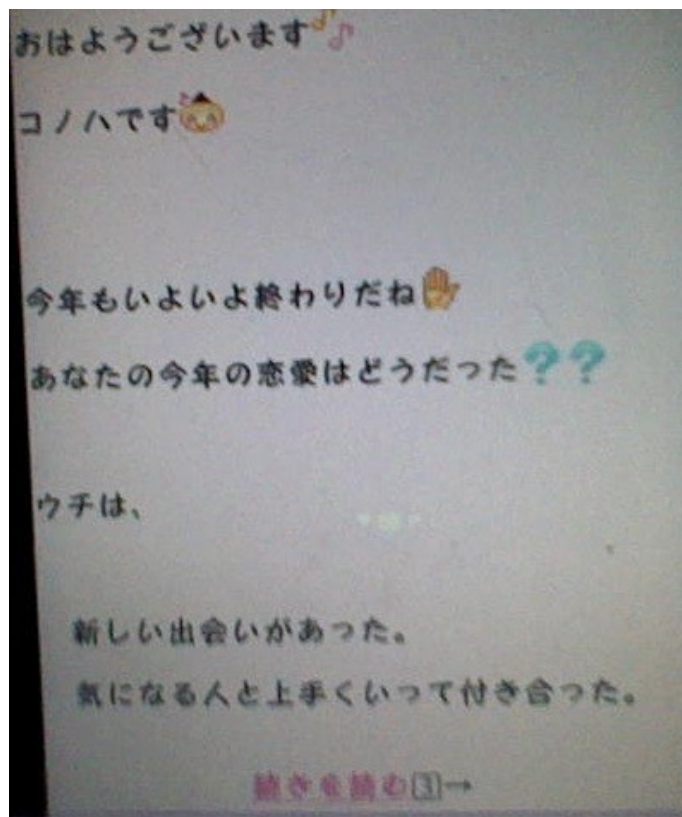 おはようございます
コノハです
今年もいよいよ終わりだね
あなたの今年の恋愛はどうだった??
ウチは、
新しい出会いがあった。
気になる人と上手くいって付き合った。
続きを読む3→